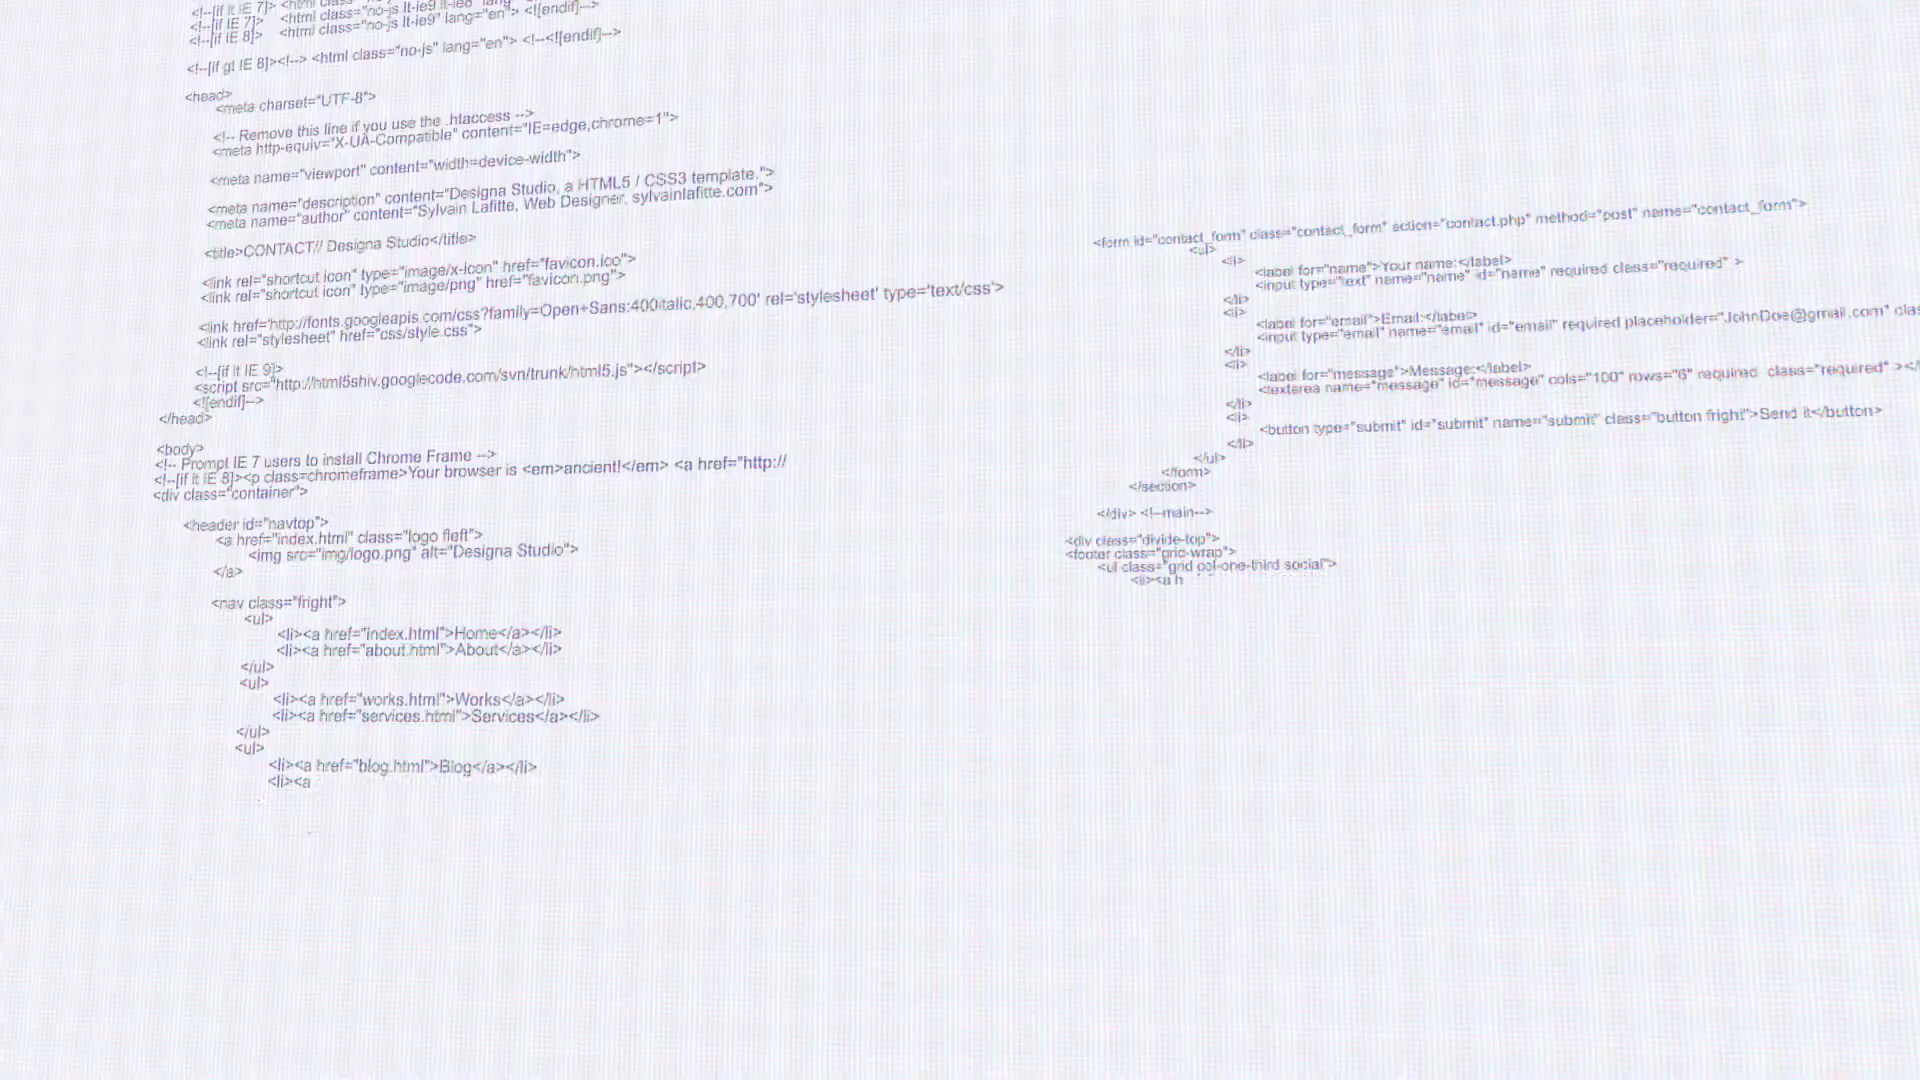 <!--[if lt IE 7]> <html class="no-js lt-ie9 lt-ie8
<!--[if IE 7]> <html class="no-js lt-ie9 lt-ie8" lang=
<!--[if IE 8]> <html class="no-js lt-ie9" lang="en"> <![endif]-->
<!--[if gt IE 8]><!--> <html class="no-js" lang="en"> <!--<![endif]-->
<head>
<meta charset="UTF-8">
<!-- Remove this line if you use the .htaccess -->
<meta http-equiv="X-UA-Compatible" content="IE=edge,chrome=1">
<meta name="viewport" content="width=device-width">
<meta name="description" content="Designa Studio, a HTML5 / CSS3 template.">
<meta name="author" content="Sylvain Lafitte, Web Designer, sylvainlafitte.com">
<title>CONTACT// Designa Studio</title>
<link rel="shortcut icon" type="image/x-icon" href="favicon.ico">
<link rel="shortcut icon" type="image/png" href="favicon.png">
<link href='http://fonts.googleapis.com/css?family=Open+Sans:400italic,400,700' rel='stylesheet' type='text/css'>
<link rel="stylesheet" href="css/style.css">
<!--[if lt IE 9]>
<script src="http://html5shiv.googlecode.com/svn/trunk/html5.js"></script>
<![endif]-->
</head>
<body>
<!-- Prompt IE 7 users to install Chrome Frame -->
<!--[if lt IE 8]><p class=chromeframe>Your browser is <em>ancient!</em> <a href="http://
<div class="container">
<header id="navtop">
<a href="index.html" class="logo fleft">
<img src="img/logo.png" alt="Designa Studio">
</a>
<nav class="fright">
<ul>
<li><a href="index.html">Home</a></li>
<li><a href="about.html">About</a></li>
</ul>
<ul>
<li><a href="works.html">Works</a></li>
<li><a href="services.html">Services</a></li>
</ul>
<ul>
<li><a href="blog.html">Blog</a></li>
<li><a
<form id="contact_form" class="contact_form" action="contact.php" method="post" name="contact_form">
<ul>
<li>
<label for="name">Your name:</label>
<input type="text" name="name" id="name" required class="required" >
</li>
<li>
<label for="email">Email:</label>
<input type="email" name="email" id="email" required placeholder="JohnDoe@gmail.com" clas
</li>
<li>
<label for="message">Message:</label>
<textarea name="message" id="message" cols="100" rows="6" required class="required" ></
</li>
<li>
<button type="submit" id="submit" name="submit" class="button fright">Send it</button>
</li>
</ul>
</form>
</section>
</div> <!--main-->
<div class="divide-top">
<footer class="grid-wrap">
<ul class="grid col-one-third social">
<li><a h